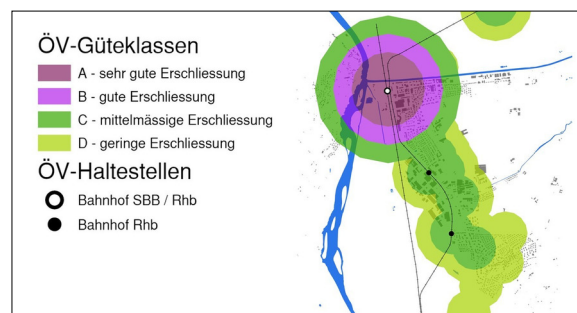 ÖV-Güteklassen
A - sehr gute Erschliessung
B - gute Erschliessung
C - mittelmässige Erschliessung
D - geringe Erschliessung
ÖV-Haltestellen
Bahnhof SBB / Rhb
Bahnhof Rhb